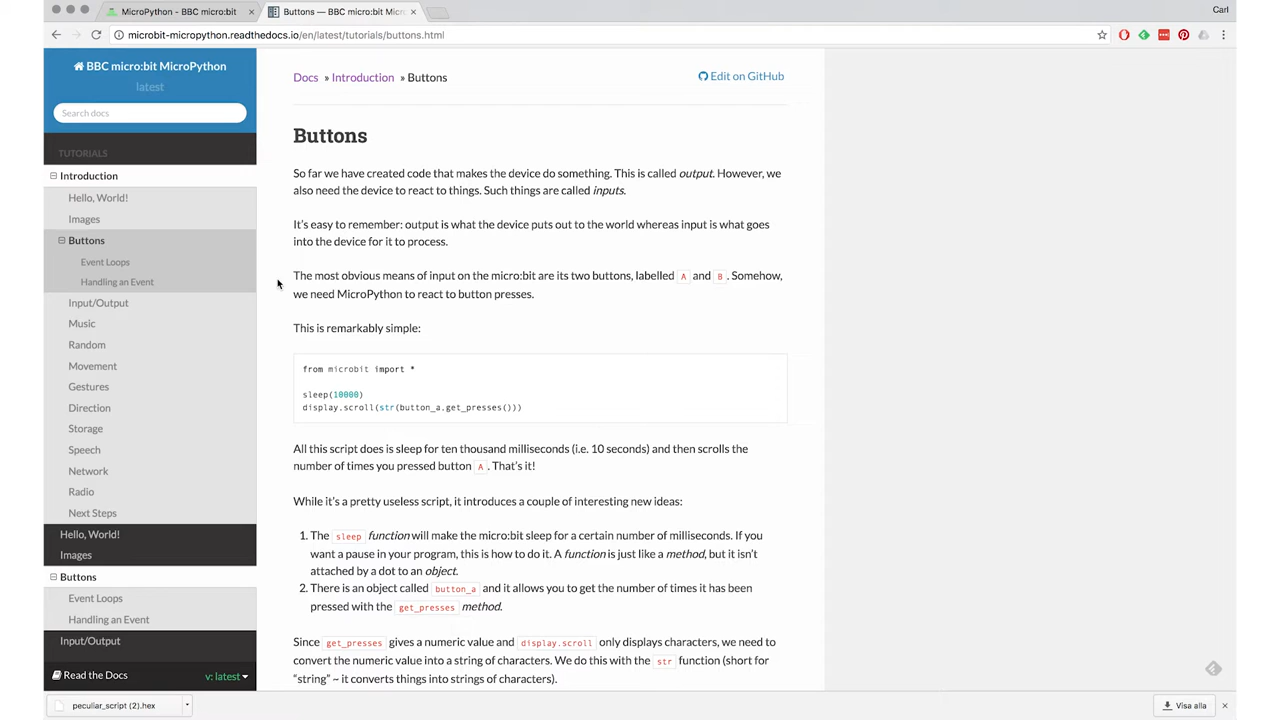 MicroPython - BBC micro:bit
Buttons — BBC micro:bit Mic
Carl
microbit-micropython.readthedocs.io/en/latest/tutorials/buttons.html
BBC micro:bit MicroPython
latest
Search docs
TUTORIALS
Introduction
Hello, World!
Images
Buttons
Event Loops
Handling an Event
Input/Output
Music
Random
Movement
Gestures
Direction
Storage
Speech
Network
Radio
Next Steps
Hello, World!
Images
Buttons
Event Loops
Handling an Event
Input/Output
Read the Docs
v: latest
Docs » Introduction » Buttons
Edit on GitHub
Buttons
So far we have created code that makes the device do something. This is called output. However, we
also need the device to react to things. Such things are called inputs.
It's easy to remember: output is what the device puts out to the world whereas input is what goes
into the device for it to process.
The most obvious means of input on the micro:bit are its two buttons, labelled A and B. Somehow,
we need MicroPython to react to button presses.
This is remarkably simple:
from microbit import *
sleep(10000)
display.scroll(str(button_a.get_presses()))
All this script does is sleep for ten thousand milliseconds (i.e. 10 seconds) and then scrolls the
number of times you pressed button A. That's it!
While it's a pretty useless script, it introduces a couple of interesting new ideas:
1. The sleep function will make the micro:bit sleep for a certain number of milliseconds. If you
want a pause in your program, this is how to do it. A function is just like a method, but it isn't
attached by a dot to an object.
2. There is an object called button_a and it allows you to get the number of times it has been
pressed with the get_presses method.
Since get_presses gives a numeric value and display.scroll only displays characters, we need to
convert the numeric value into a string of characters. We do this with the str function (short for
"string" ~ it converts things into strings of characters).
peculiar_script (2).hex
Visa alla